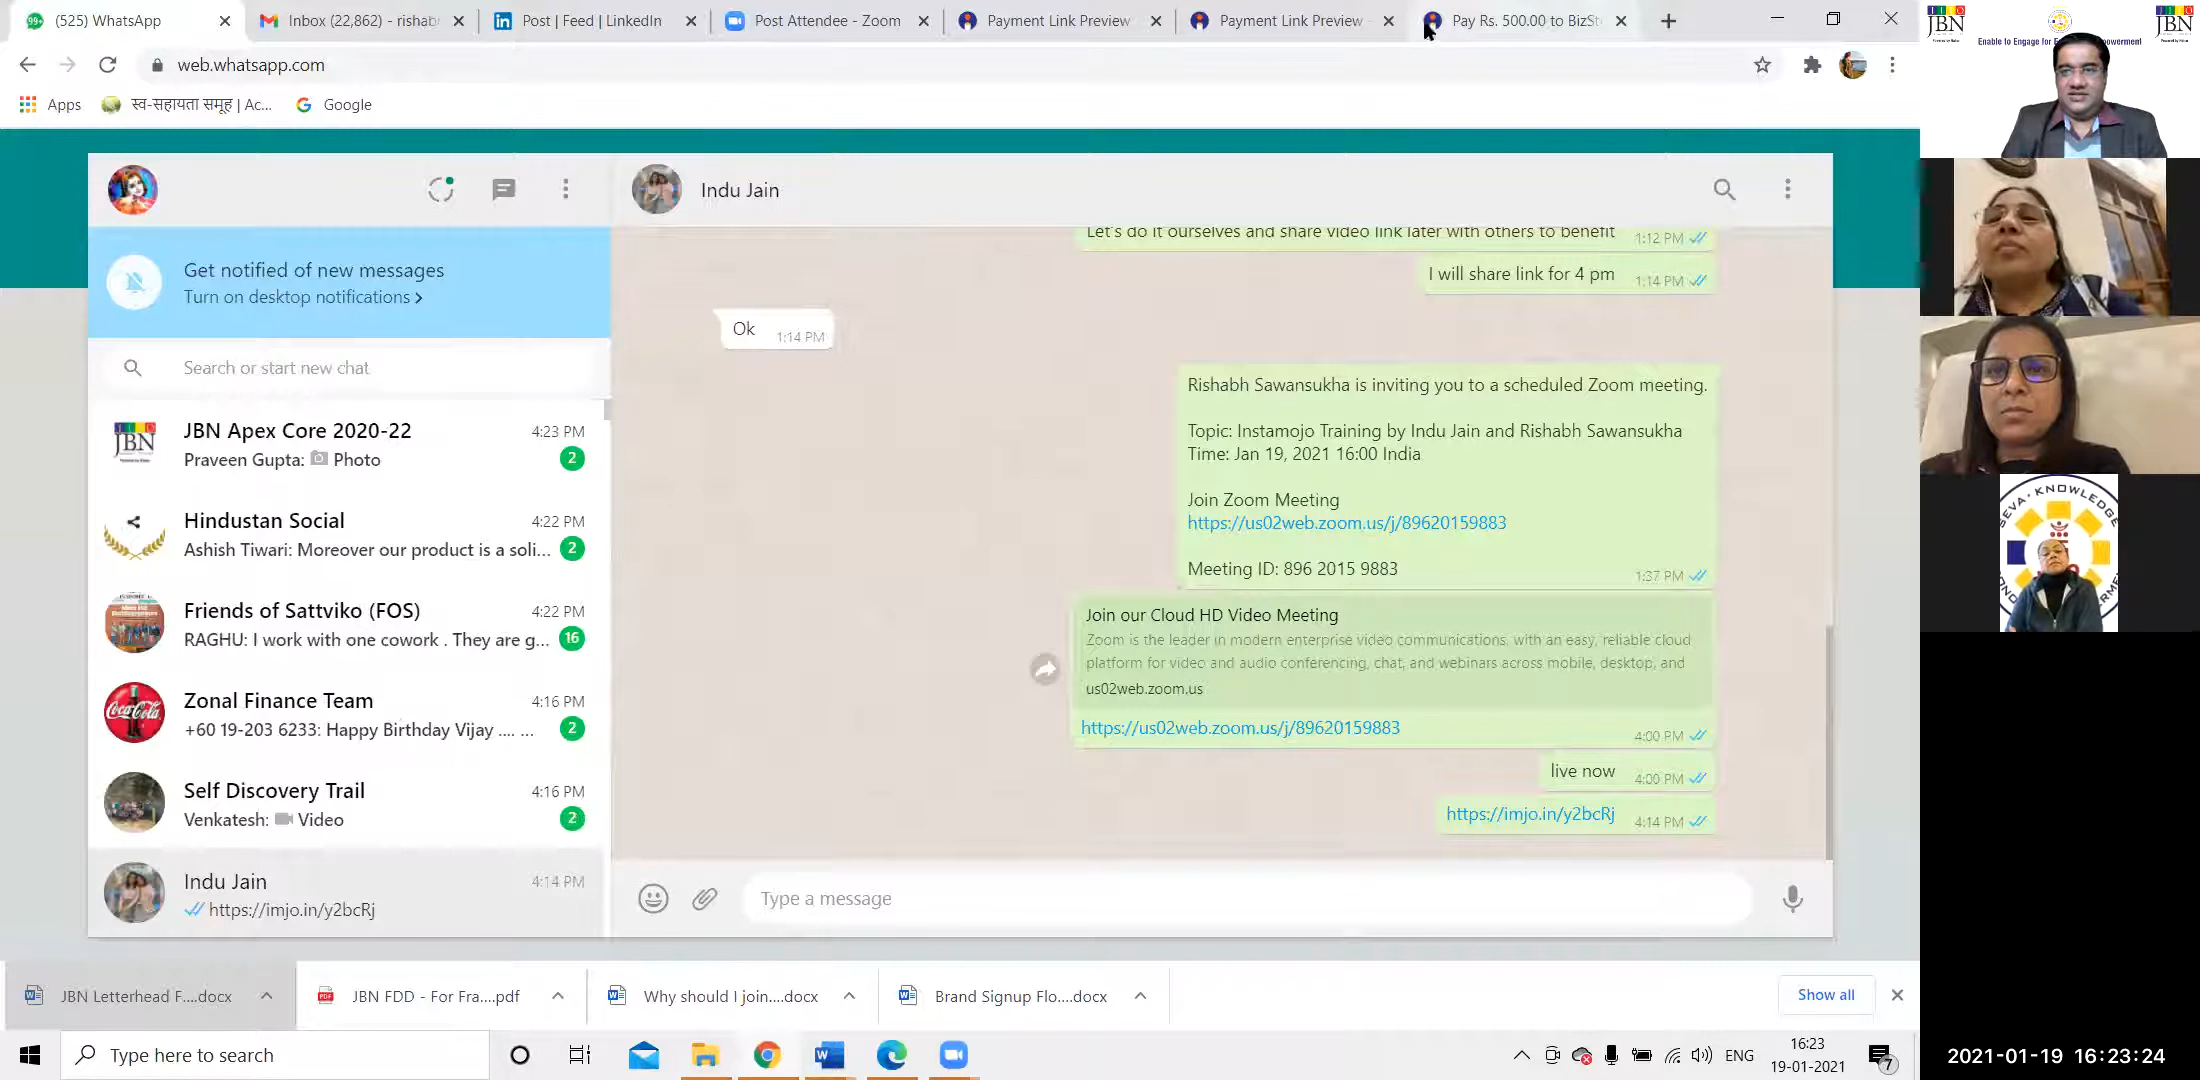 (525) WhatsApp
Inbox (22,862) - rishab
Post | Feed | LinkedIn
Post Attendee - Zoom
Payment Link Preview
Payment Link Preview
Pay Rs. 500.00 to BizSt
web.whatsapp.com
Apps
स्व-सहायता समूह | Ac...
Google
Indu Jain
Get notified of new messages
Turn on desktop notifications >
Search or start new chat
JBN Apex Core 2020-22
4:23 PM
Praveen Gupta: Photo
2
Hindustan Social
4:22 PM
Ashish Tiwari: Moreover our product is a soli...
2
Friends of Sattviko (FOS)
4:22 PM
RAGHU: I work with one cowork . They are g...
16
Zonal Finance Team
4:16 PM
+60 19-203 6233: Happy Birthday Vijay .... ...
2
Self Discovery Trail
4:16 PM
Venkatesh: Video
2
Indu Jain
4:14 PM
https://imjo.in/y2bcRj
Let's do it ourselves and share video link later with others to benefit
1:12 PM
I will share link for 4 pm
1:14 PM
Ok
1:14 PM
Rishabh Sawansukha is inviting you to a scheduled Zoom meeting.
Topic: Instamojo Training by Indu Jain and Rishabh Sawansukha
Time: Jan 19, 2021 16:00 India
Join Zoom Meeting
https://us02web.zoom.us/j/89620159883
Meeting ID: 896 2015 9883
1:37 PM
Join our Cloud HD Video Meeting
Zoom is the leader in modern enterprise video communications, with an easy, reliable cloud
platform for video and audio conferencing, chat, and webinars across mobile, desktop, and
us02web.zoom.us
https://us02web.zoom.us/j/89620159883
4:00 PM
live now
4:00 PM
https://imjo.in/y2bcRj
4:14 PM
Type a message
JBN Letterhead F....docx
JBN FDD - For Fra....pdf
Why should I join....docx
Brand Signup Flo....docx
Show all
Type here to search
ENG
16:23
19-01-2021
7
JBN
JBN
Enable to Engage for E
powerment
SEVA • KNOWLEDGE
2021-01-19 16:23:24